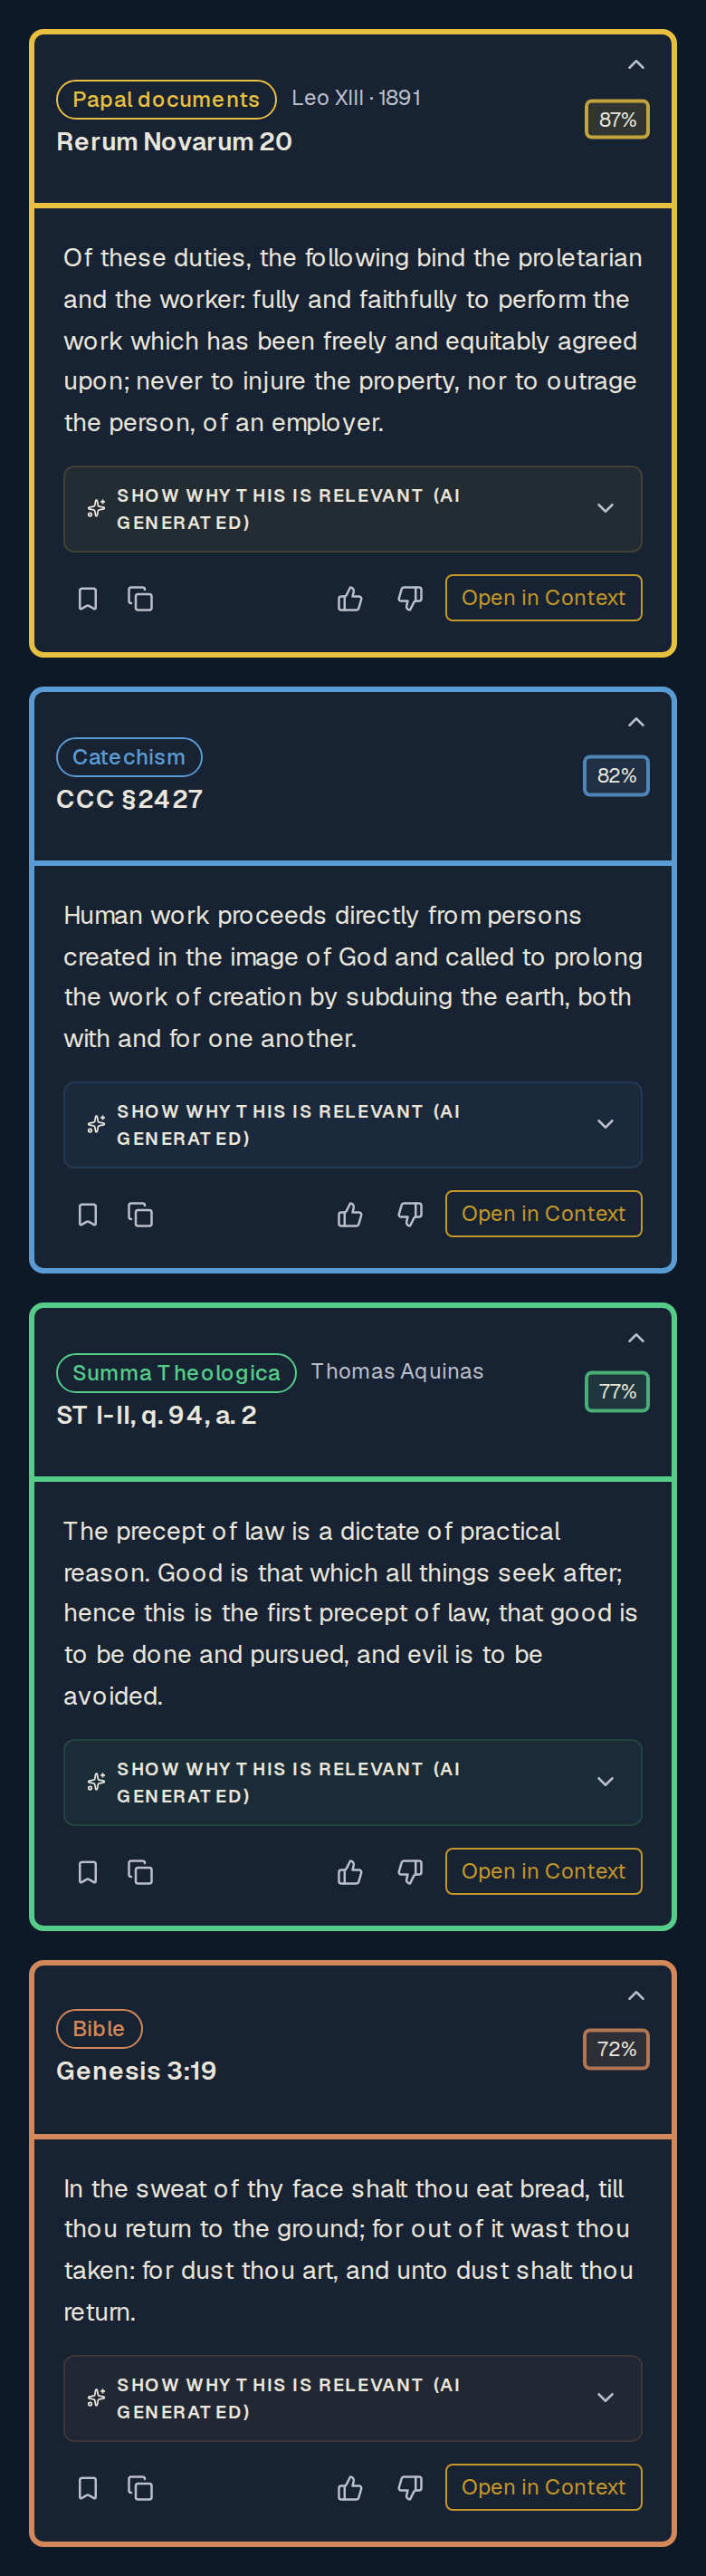 Papal documents Leo XIII · 1891
87%
Rerum Novarum 20
Of these duties, the following bind the proletarian
and the worker: fully and faithfully to perform the
work which has been freely and equitably agreed
upon; never to injure the property, nor to outrage
the person, of an employer.
SHOW WHY THIS IS RELEVANT (AI
GENERATED)
Open in Context
Catechism
82%
CCC §2427
Human work proceeds directly from persons
created in the image of God and called to prolong
the work of creation by subduing the earth, both
with and for one another.
SHOW WHY THIS IS RELEVANT (AI
GENERATED)
Open in Context
Summa Theologica Thomas Aquinas
77%
ST I-II, q. 94, a. 2
The precept of law is a dictate of practical
reason. Good is that which all things seek after;
hence this is the first precept of law, that good is
to be done and pursued, and evil is to be
avoided.
SHOW WHY THIS IS RELEVANT (AI
GENERATED)
Open in Context
Bible
72%
Genesis 3:19
In the sweat of thy face shalt thou eat bread, till
thou return to the ground; for out of it wast thou
taken: for dust thou art, and unto dust shalt thou
return.
SHOW WHY THIS IS RELEVANT (AI
GENERATED)
Open in Context